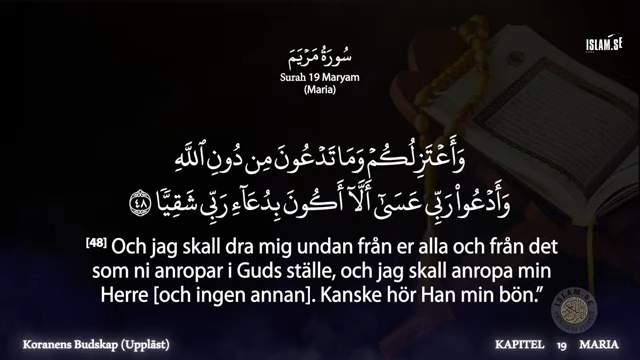 ISLAM.SE
سُورَةُ مَرْيَمَ
Surah 19 Maryam
(Maria)
وَأَعْتَزِلُكُمْ وَمَا تَدْعُونَ مِن دُونِ ٱللَّهِ
وَأَدْعُوا۟ رَبِّى عَسَىٰٓ أَلَّآ أَكُونَ بِدُعَآءِ رَبِّى شَقِيًّا ٤٨
[48] Och jag skall dra mig undan från er alla och från det
som ni anropar i Guds ställe, och jag skall anropa min
Herre [och ingen annan]. Kanske hör Han min bön.”
ISLAM.SE
Koranens Budskap (Uppläst)
KAPITEL 19 MARIA